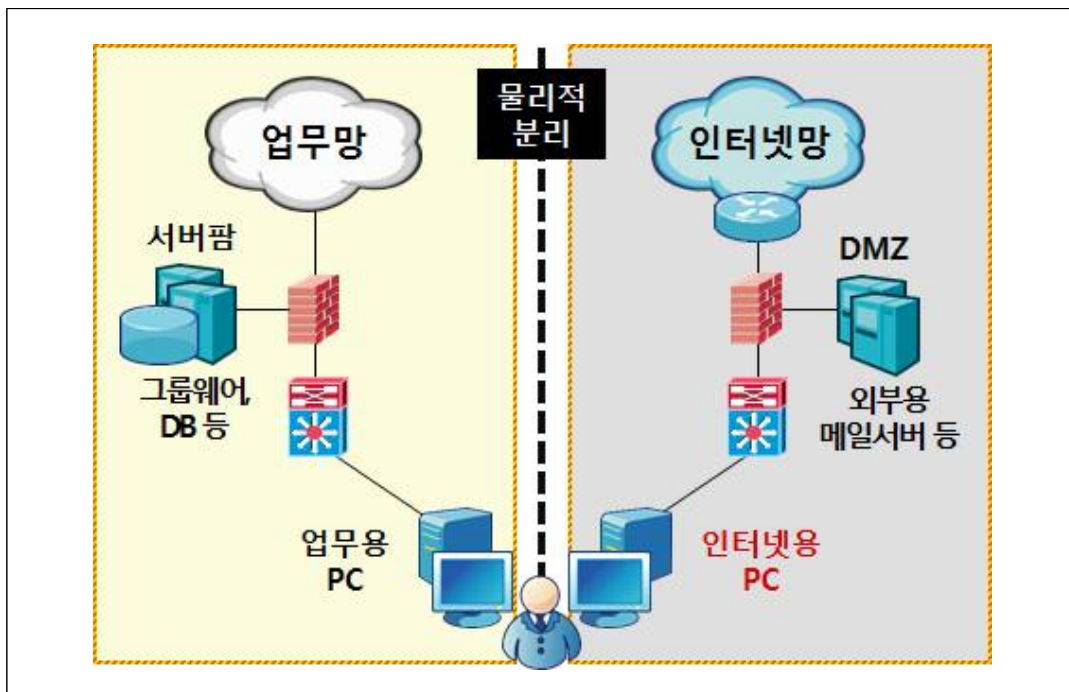 물리적
분리
업무망
서버팜
그룹웨어,
DB 등
업무용
PC
인터넷망
DMZ
외부용
메일서버 등
인터넷용
PC